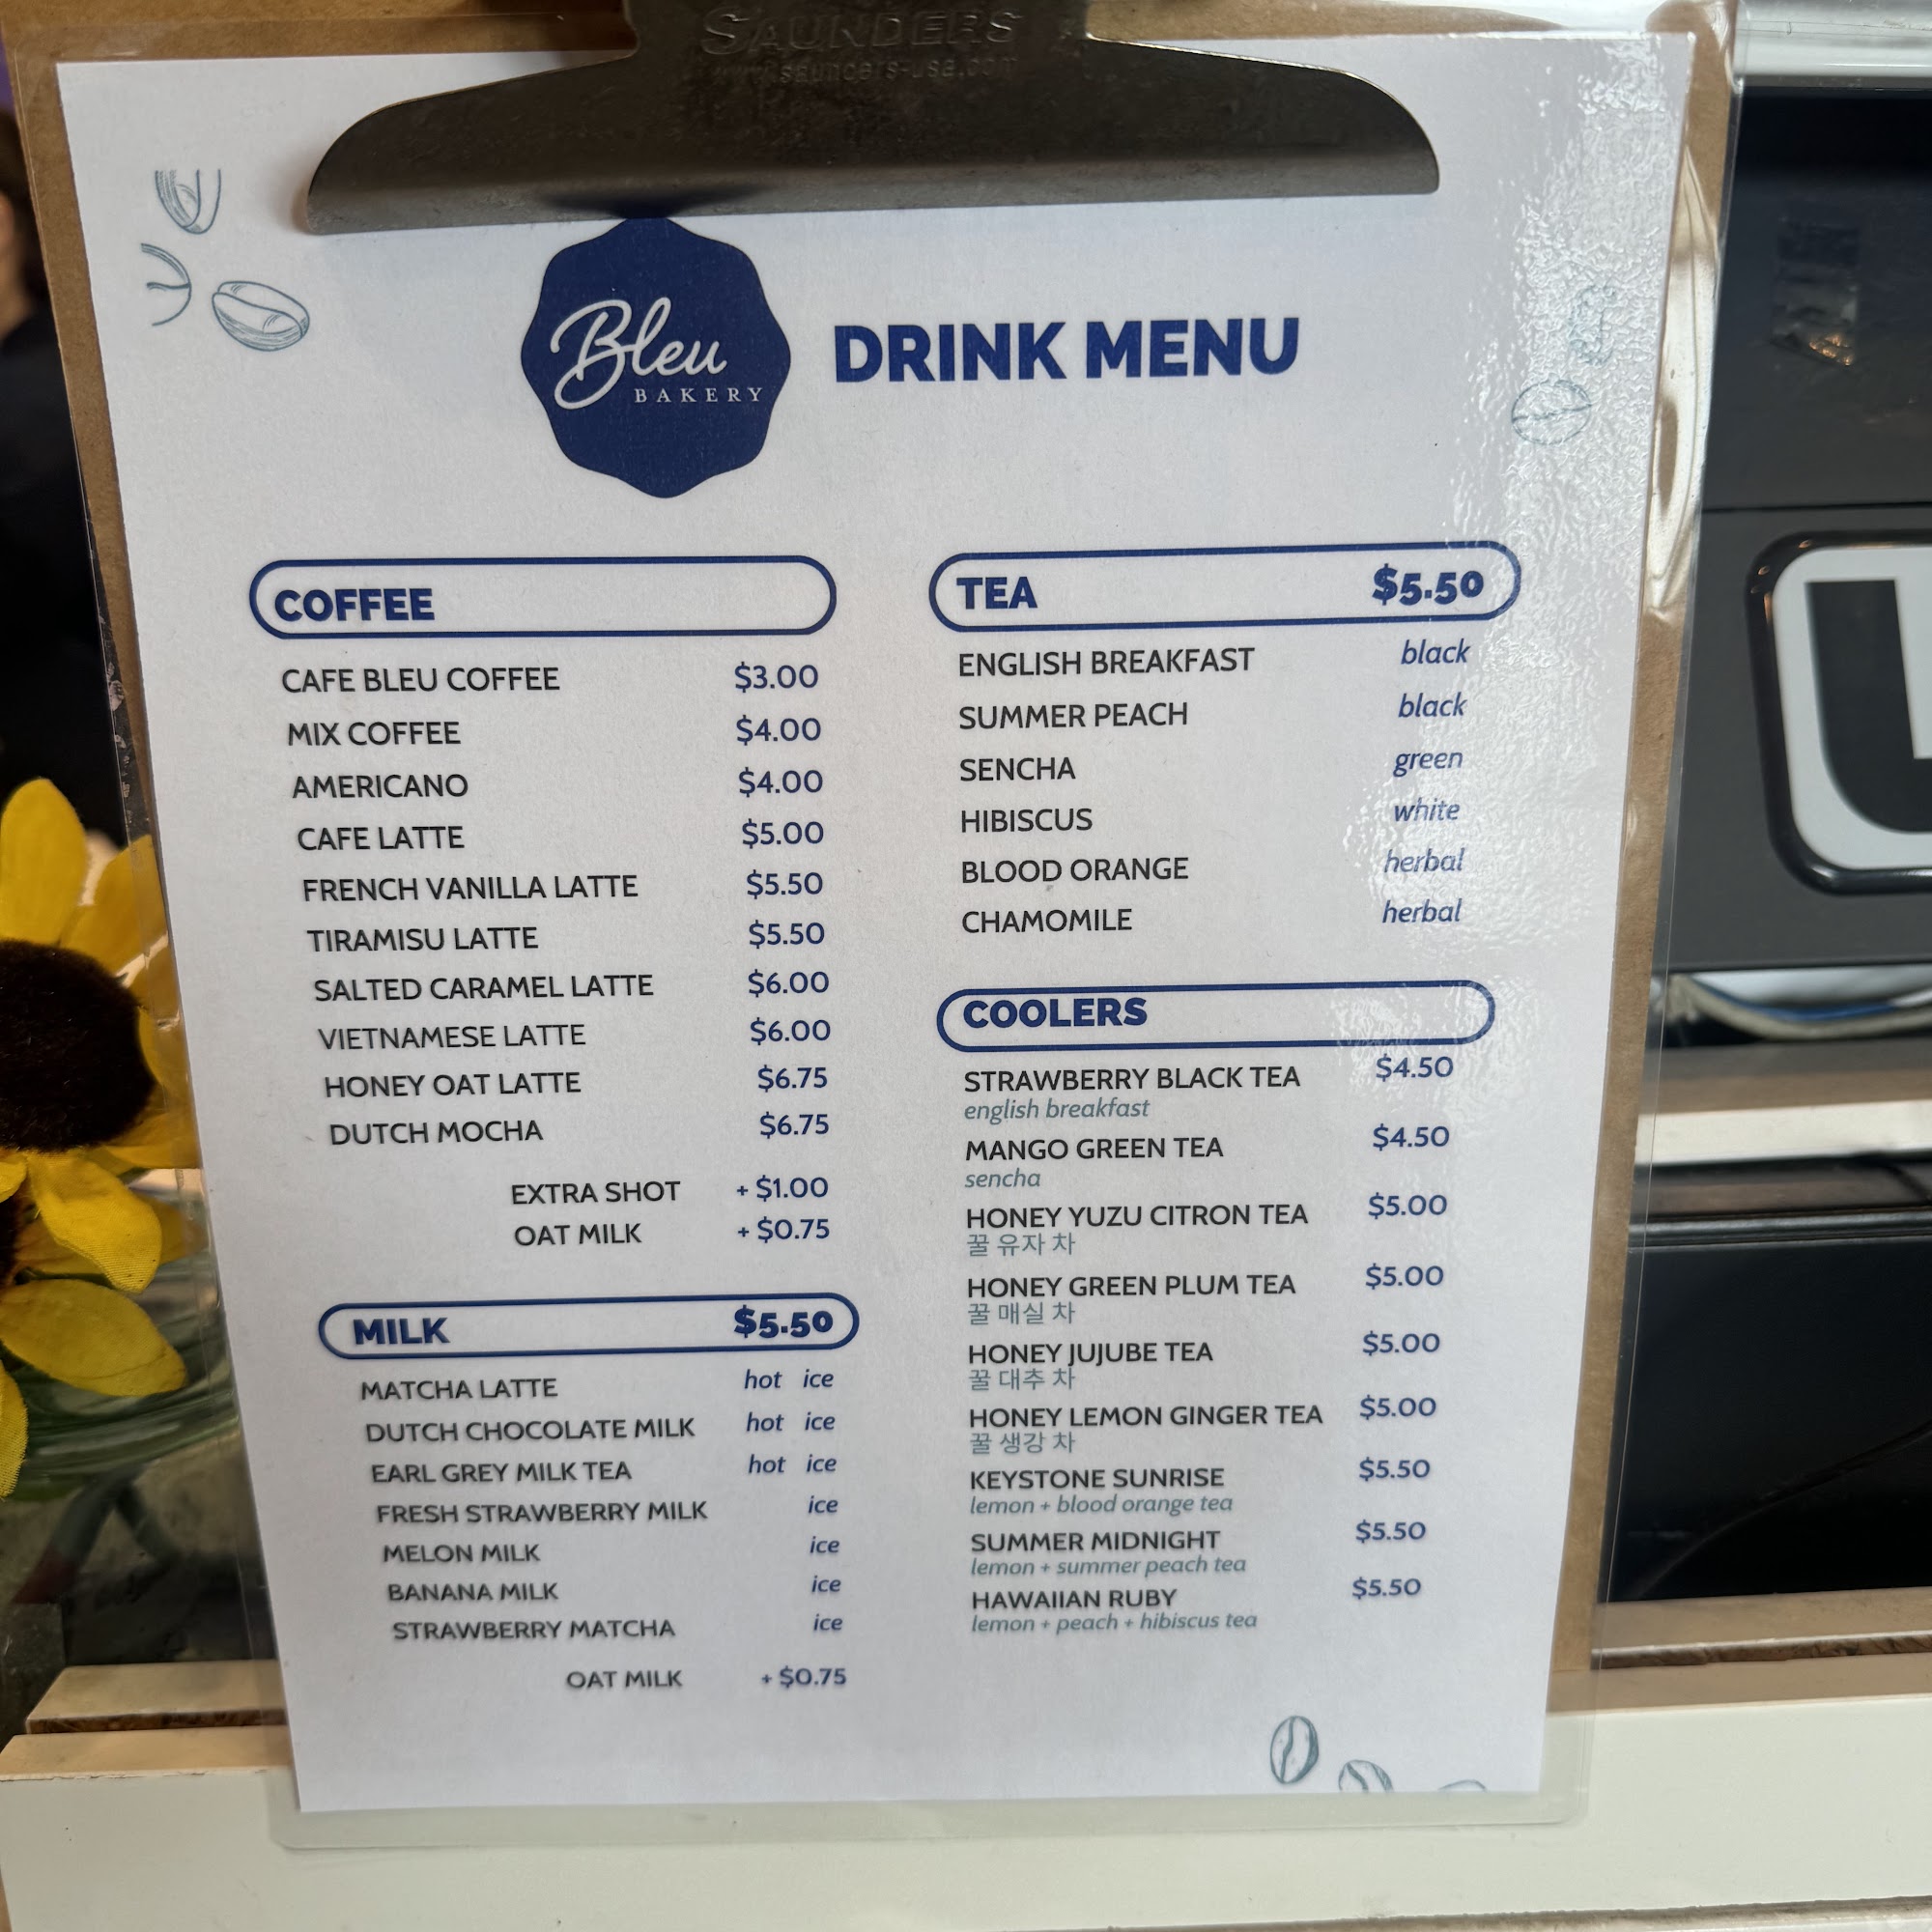 SAUNDERS
www.saunders-usa.com
Bleu
BAKERY
DRINK MENU
COFFEE
CAFE BLEU COFFEE $3.00
MIX COFFEE $4.00
AMERICANO $4.00
CAFE LATTE $5.00
FRENCH VANILLA LATTE $5.50
TIRAMISU LATTE $5.50
SALTED CARAMEL LATTE $6.00
VIETNAMESE LATTE $6.00
HONEY OAT LATTE $6.75
DUTCH MOCHA $6.75
EXTRA SHOT + $1.00
OAT MILK + $0.75
MILK $5.50
MATCHA LATTE hot ice
DUTCH CHOCOLATE MILK hot ice
EARL GREY MILK TEA hot ice
FRESH STRAWBERRY MILK ice
MELON MILK ice
BANANA MILK ice
STRAWBERRY MATCHA ice
OAT MILK + $0.75
TEA $5.50
ENGLISH BREAKFAST black
SUMMER PEACH black
SENCHA green
HIBISCUS white
BLOOD ORANGE herbal
CHAMOMILE herbal
COOLERS
STRAWBERRY BLACK TEA $4.50
english breakfast
MANGO GREEN TEA $4.50
sencha
HONEY YUZU CITRON TEA $5.00
꿀 유자 차
HONEY GREEN PLUM TEA $5.00
꿀 매실 차
HONEY JUJUBE TEA $5.00
꿀 대추 차
HONEY LEMON GINGER TEA $5.00
꿀 생강 차
KEYSTONE SUNRISE $5.50
lemon + blood orange tea
SUMMER MIDNIGHT $5.50
lemon + summer peach tea
HAWAIIAN RUBY $5.50
lemon + peach + hibiscus tea